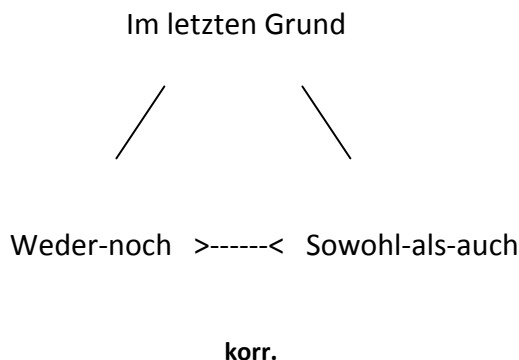 Im letzten Grund
Weder-noch >------< Sowohl-als-auch
korr.